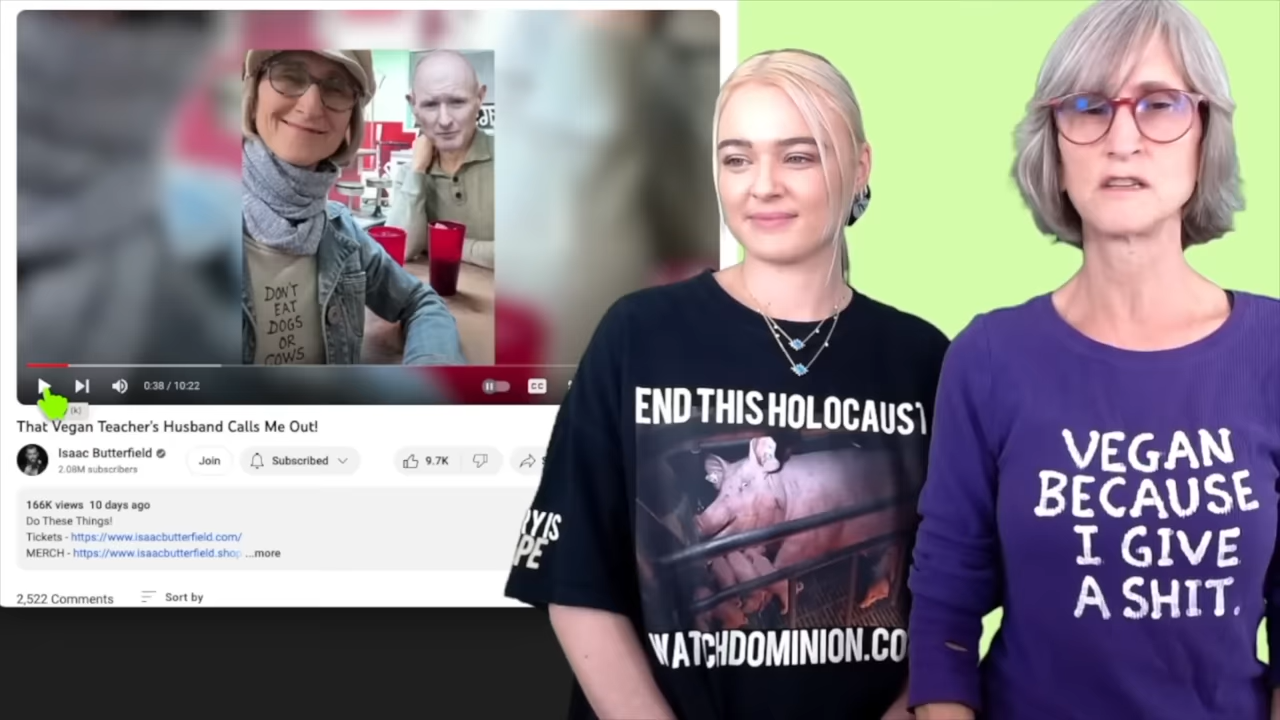 DON'T
EAT
DOGS
OR
COWS
0:38 / 10:22
CC
(k)
That Vegan Teacher's Husband Calls Me Out!
Isaac Butterfield
2.08M subscribers
Join
Subscribed
9.7K
166K views 10 days ago
Do These Things!
Tickets - https://www.isaacbutterfield.com/
MERCH - https://www.isaacbutterfield.shop ...more
2,522 Comments
Sort by
END THIS HOLOCAUST
RY IS
PE
WATCHDOMINION.CO
VEGAN
BECAUSE
I GIVE
A SHIT.